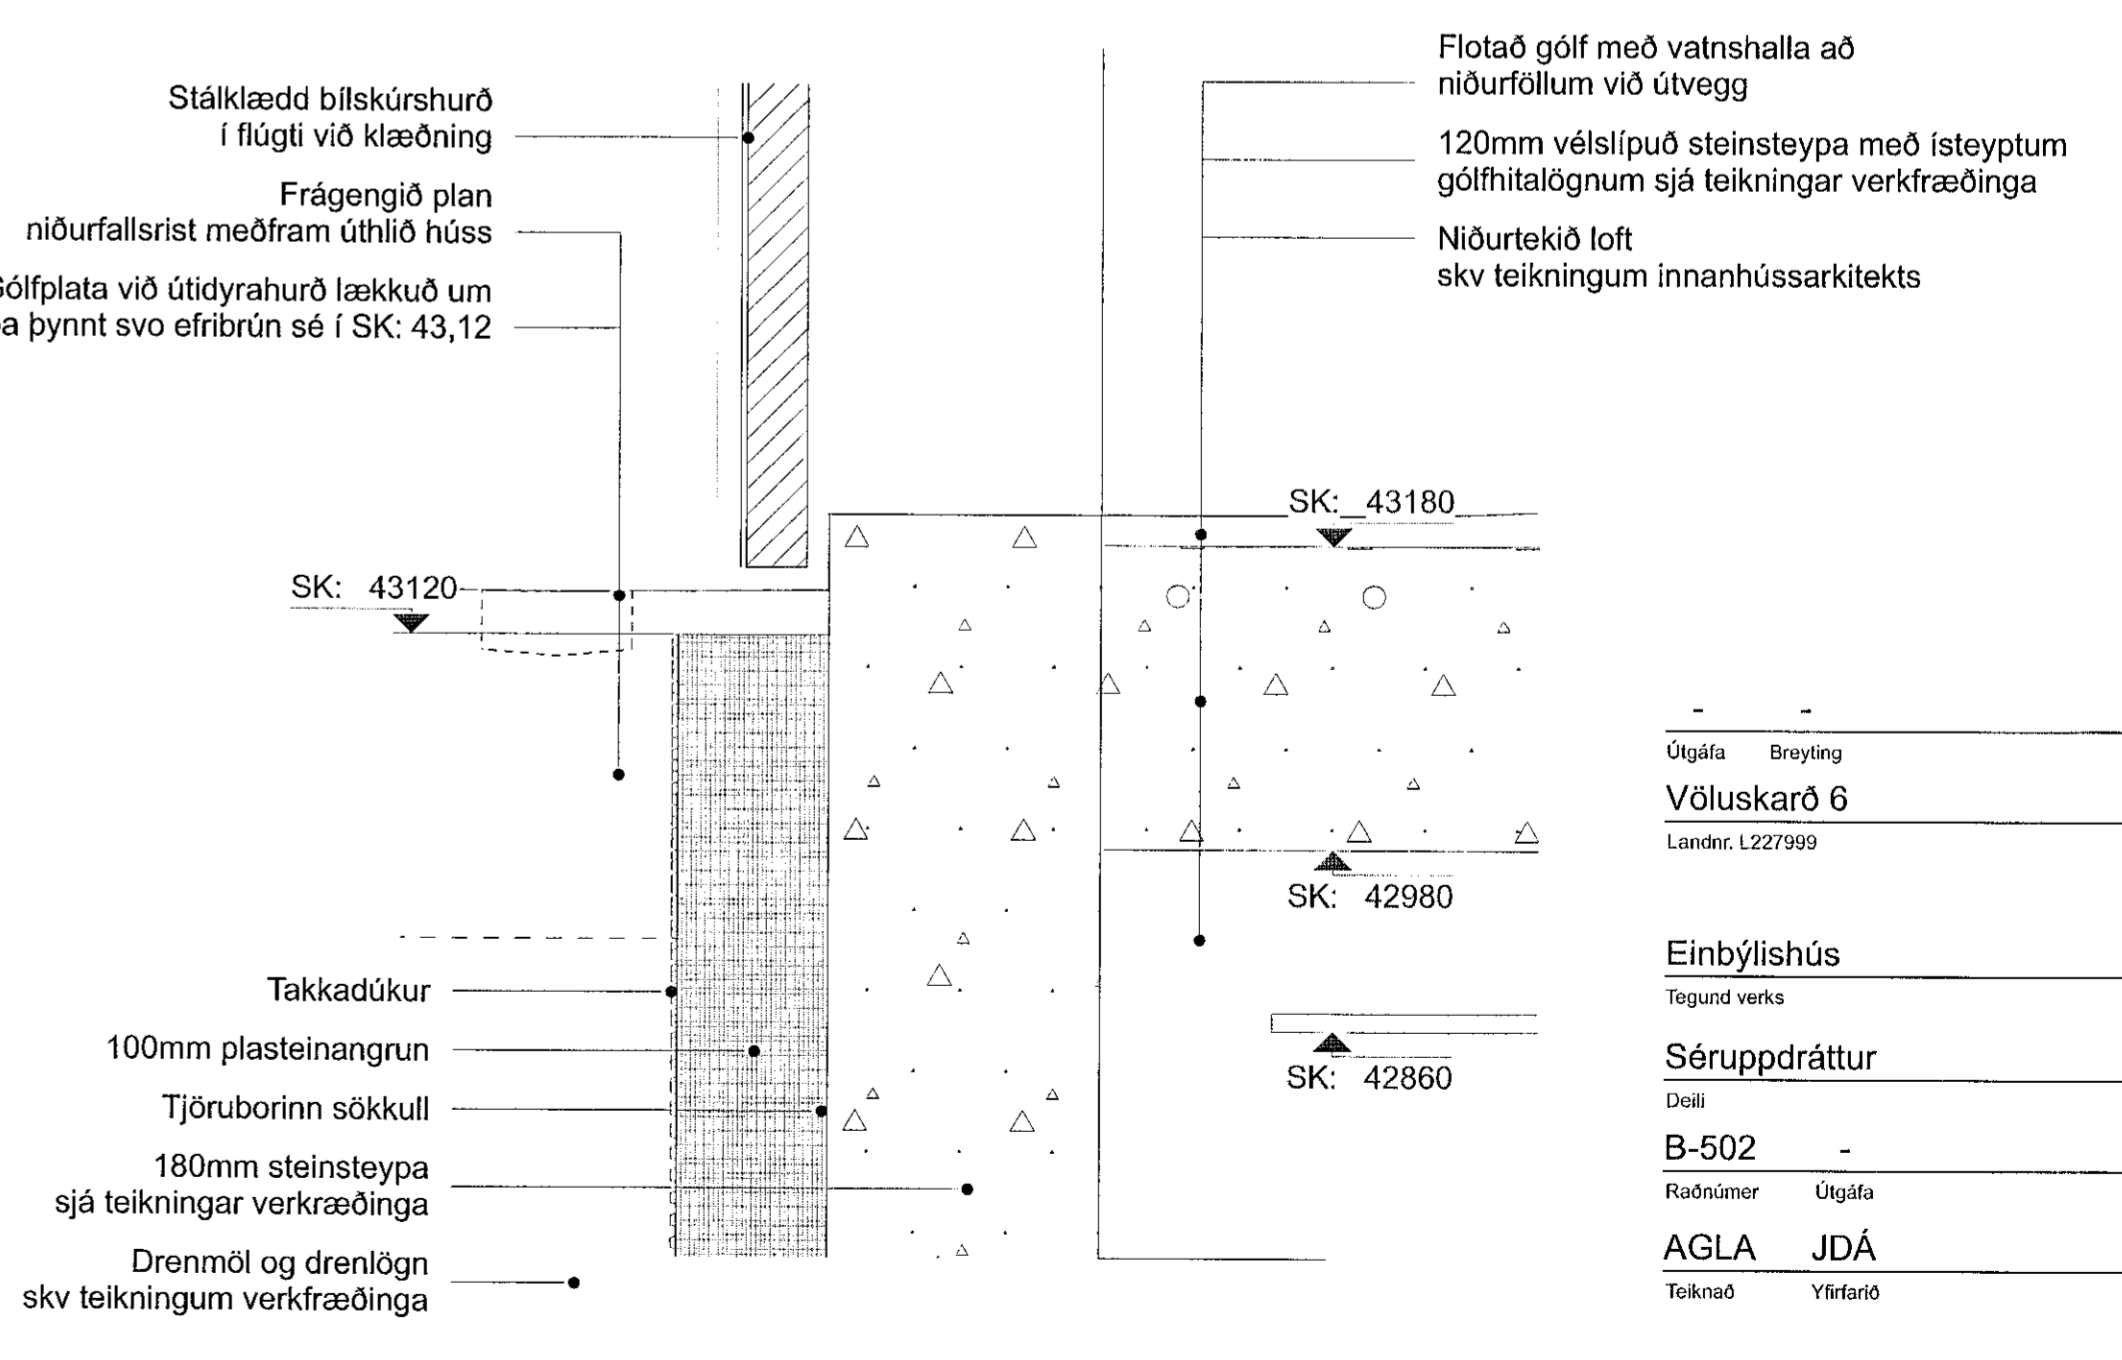 Stálklædd bílskúrshurð
í flúgti við klæðning
Frágengið plan
niðurfallsrist meðfram úthlið húss
Gólfplata við útidyrahurð lækkuð um
þynnt svo efribrún sé í SK: 43,12
Flotað gólf með vatnshalla að
niðurföllum við útvegg
120mm vélslípuð steinsteypa með ísteyptum
gólfhitalögnum sjá teikningar verkfræðinga
Niðurtekið loft
skv teikningum innanhússarkitekts
SK: 43180
SK: 43120
SK: 42980
SK: 42860
Takkadúkur
100mm plasteinangrun
Tjöruborinn sökkull
180mm steinsteypa
sjá teikningar verkræðinga
Drenmöl og drenlögn
skv teikningum verkfræðinga
- -
Útgáfa Breyting
Völuskarð 6
Landnr. L227999
Einbýlishús
Tegund verks
Séruppdráttur
Deili
B-502 -
Raðnúmer Útgáfa
AGLA JDÁ
Teiknað Yfirfarið